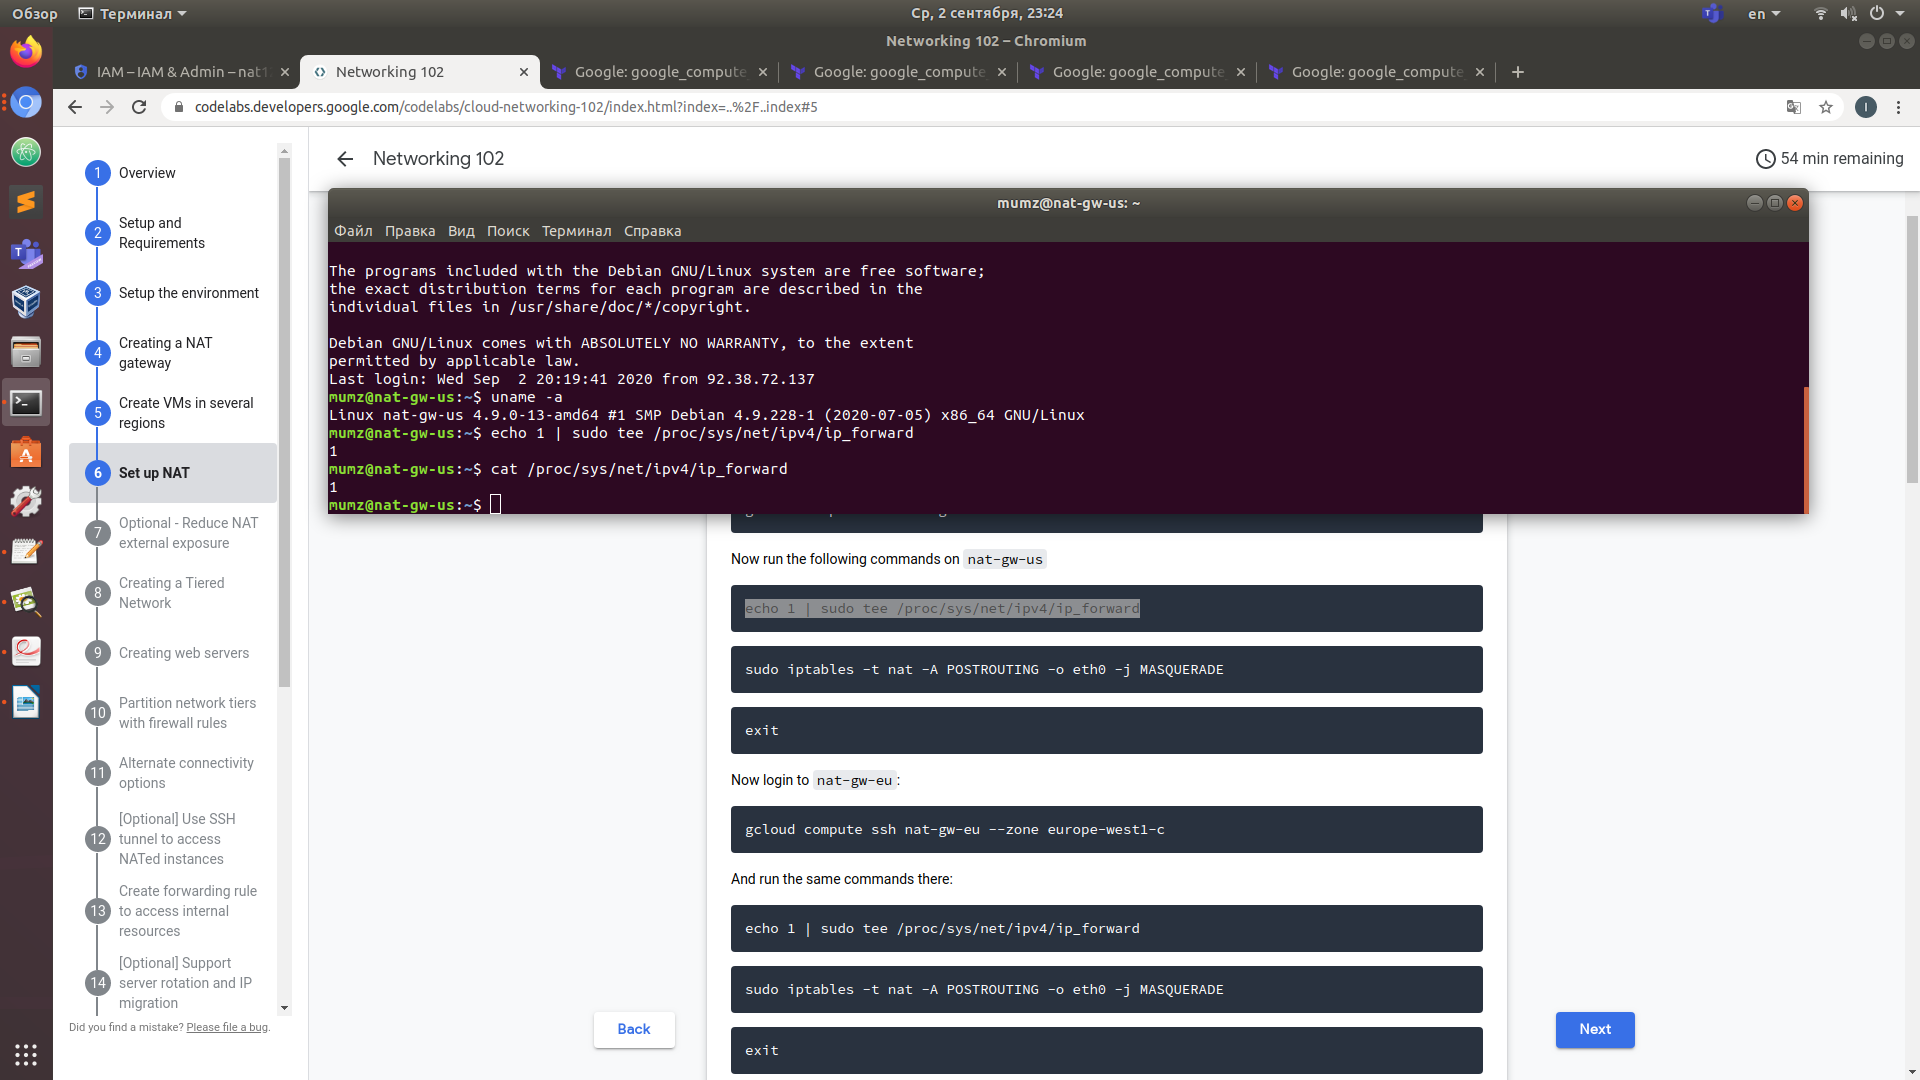 Обзор
Терминал
Ср, 2 сентября, 23:24
en
Networking 102 – Chromium
IAM – IAM & Admin – nat1
Networking 102
Google: google_compute
Google: google_compute
Google: google_compute
Google: google_compute
codelabs.developers.google.com/codelabs/cloud-networking-102/index.html?index=..%2F..index#5
I
Networking 102
54 min remaining
1 Overview
2 Setup and
Requirements
3 Setup the environment
4 Creating a NAT
gateway
5 Create VMs in several
regions
6 Set up NAT
7 Optional - Reduce NAT
external exposure
8 Creating a Tiered
Network
9 Creating web servers
10 Partition network tiers
with firewall rules
11 Alternate connectivity
options
12 [Optional] Use SSH
tunnel to access
NATed instances
13 Create forwarding rule
to access internal
resources
14 [Optional] Support
server rotation and IP
migration
Did you find a mistake? Please file a bug.
mumz@nat-gw-us: ~
Файл Правка Вид Поиск Терминал Справка
The programs included with the Debian GNU/Linux system are free software;
the exact distribution terms for each program are described in the
individual files in /usr/share/doc/*/copyright.
Debian GNU/Linux comes with ABSOLUTELY NO WARRANTY, to the extent
permitted by applicable law.
Last login: Wed Sep  2 20:19:41 2020 from 92.38.72.137
mumz@nat-gw-us:~$ uname -a
Linux nat-gw-us 4.9.0-13-amd64 #1 SMP Debian 4.9.228-1 (2020-07-05) x86_64 GNU/Linux
mumz@nat-gw-us:~$ echo 1 | sudo tee /proc/sys/net/ipv4/ip_forward
1
mumz@nat-gw-us:~$ cat /proc/sys/net/ipv4/ip_forward
1
mumz@nat-gw-us:~$
Now run the following commands on nat-gw-us
echo 1 | sudo tee /proc/sys/net/ipv4/ip_forward
sudo iptables -t nat -A POSTROUTING -o eth0 -j MASQUERADE
exit
Now login to nat-gw-eu:
gcloud compute ssh nat-gw-eu --zone europe-west1-c
And run the same commands there:
echo 1 | sudo tee /proc/sys/net/ipv4/ip_forward
sudo iptables -t nat -A POSTROUTING -o eth0 -j MASQUERADE
exit
Back
Next